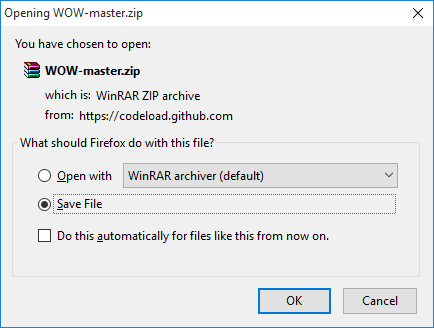 Opening WOW-master.zip
You have chosen to open:
WOW-master.zip
which is: WinRAR ZIP archive
from: https://codeload.github.com
What should Firefox do with this file?
Open with WinRAR archiver (default)
Save File
Do this automatically for files like this from now on.
OK Cancel